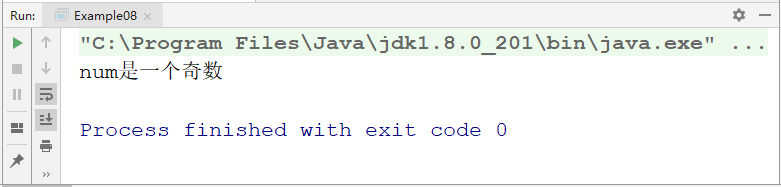 Run: Example08
"C:\Program Files\Java\jdk1.8.0_201\bin\java.exe" ...
num是一个奇数
Process finished with exit code 0